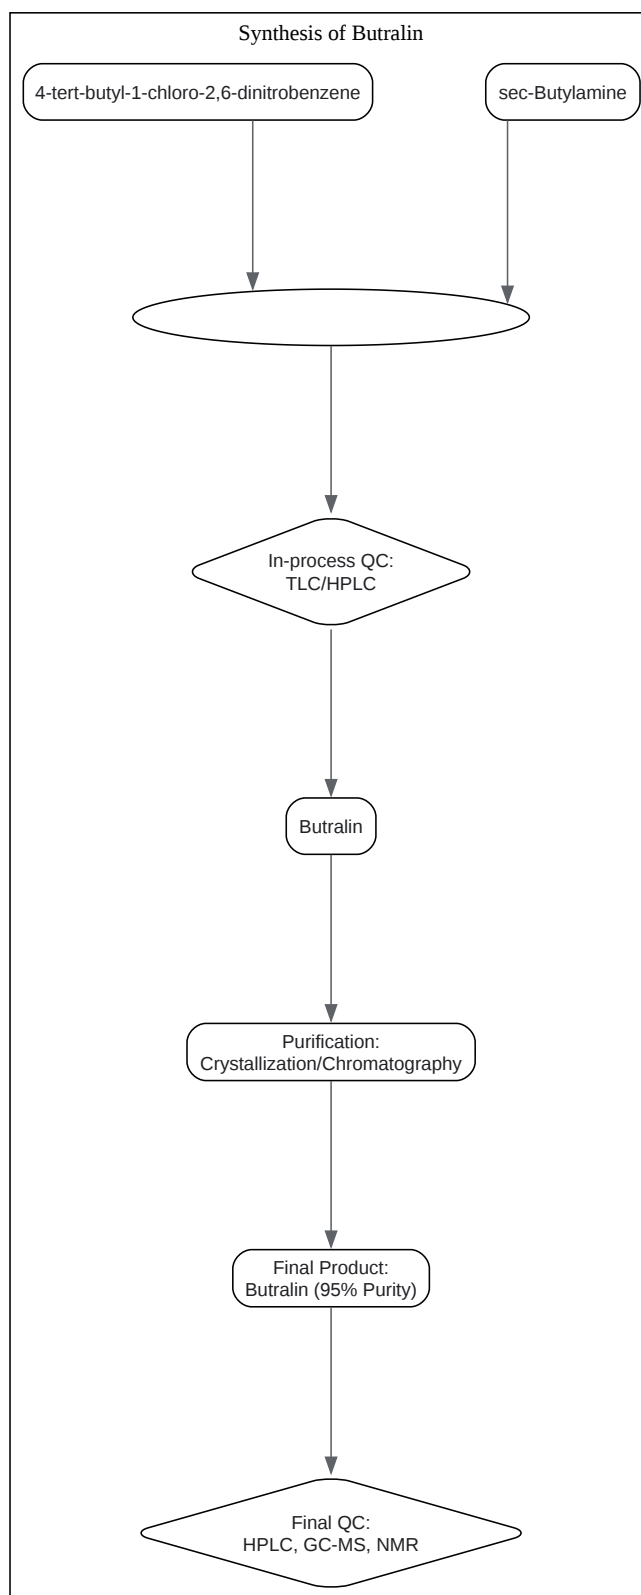 Synthesis of Butralin
4-tert-butyl-1-chloro-2,6-dinitrobenzene
sec-Butylamine
In-process QC:
TLC/HPLC
Butralin
Purification:
Crystallization/Chromatography
Final Product:
Butralin (95% Purity)
Final QC:
HPLC, GC-MS, NMR